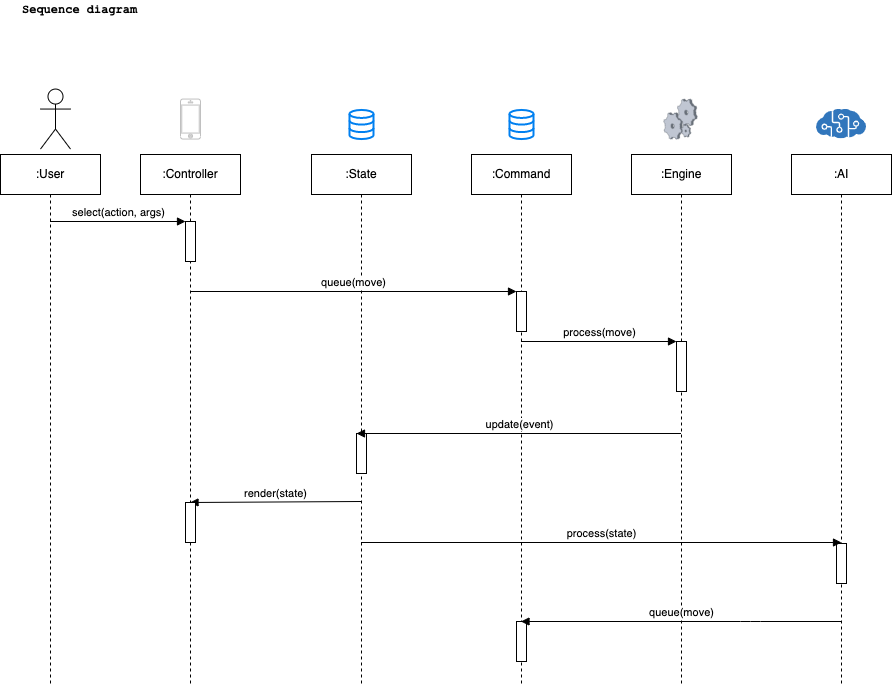 Sequence diagram
:User
:Controller
:State
:Command
:Engine
:AI
select(action, args)
queue(move)
process(move)
update(event)
render(state)
process(state)
queue(move)